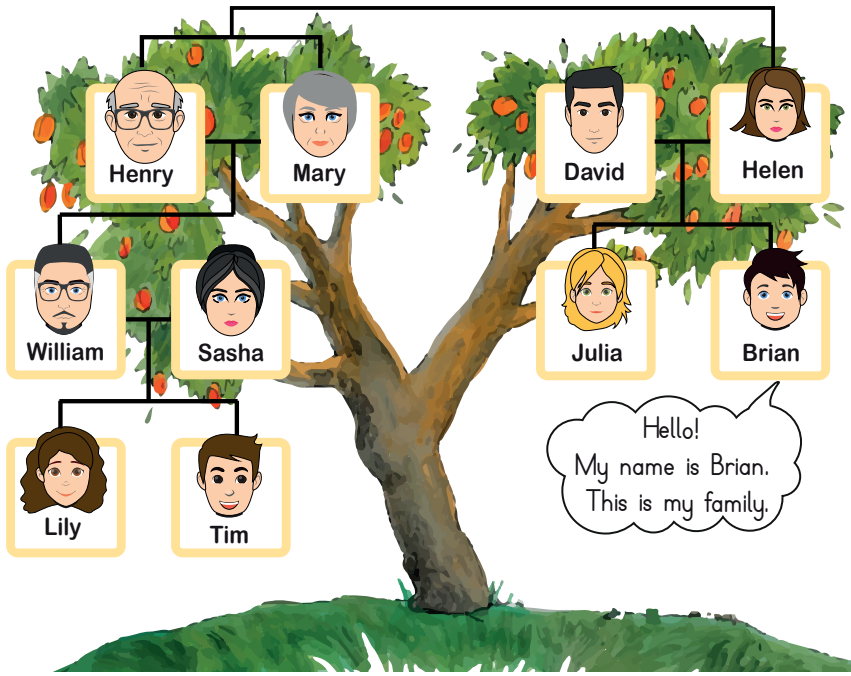 Henry
Mary
David
Helen
William
Sasha
Julia
Brian
Lily
Tim
Hello!
My name is Brian.
This is my family.